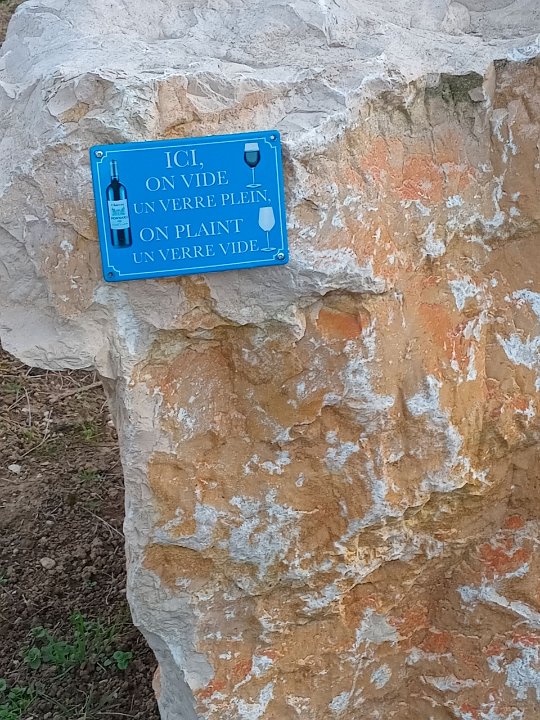 ICI,
ON VIDE
UN VERRE PLEIN,
ON PLAINT
UN VERRE VIDE